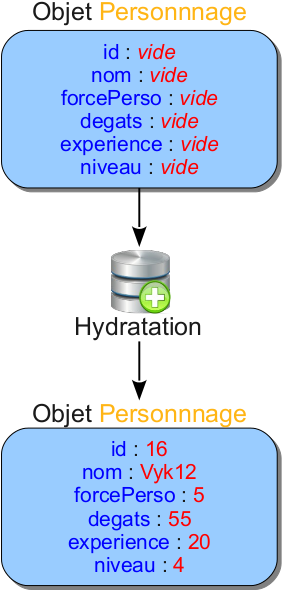 Objet Personnnage
id : vide
nom : vide
forcePerso : vide
degats : vide
experience : vide
niveau : vide
Hydratation
Objet Personnnage
id : 16
nom : Vyk12
forcePerso : 5
degats : 55
experience : 20
niveau : 4